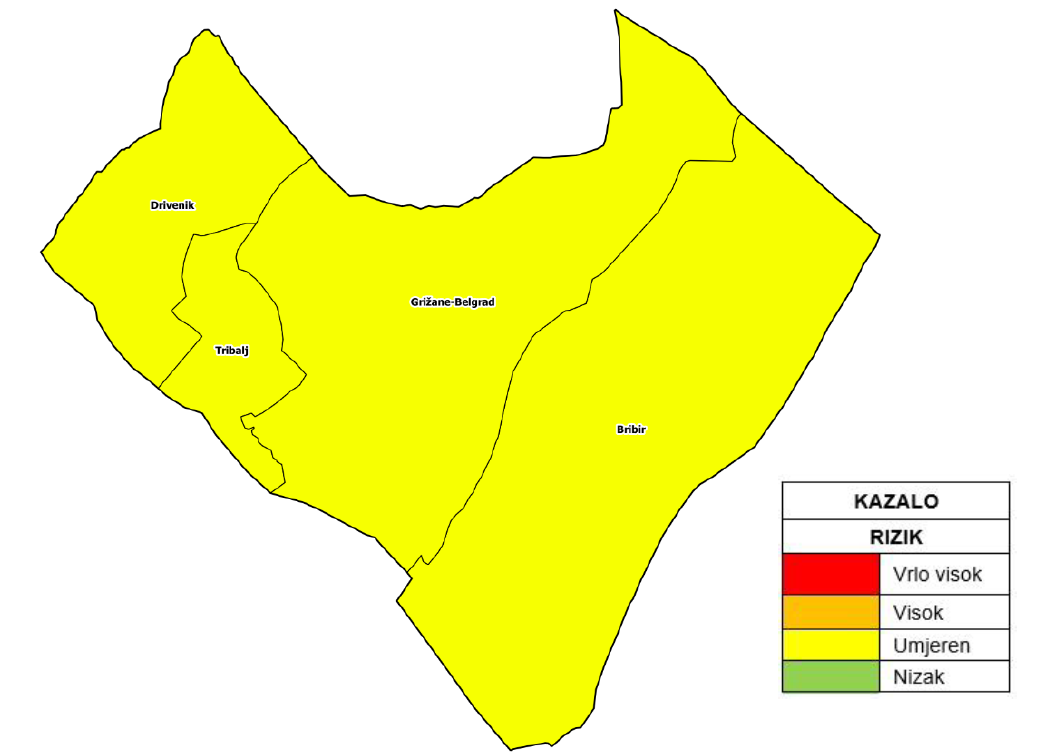 Drivenik
Grižane-Belgrad
Tribalj
Bribir
KAZALO
RIZIK
Vrlo visok
Visok
Umjeren
Nizak